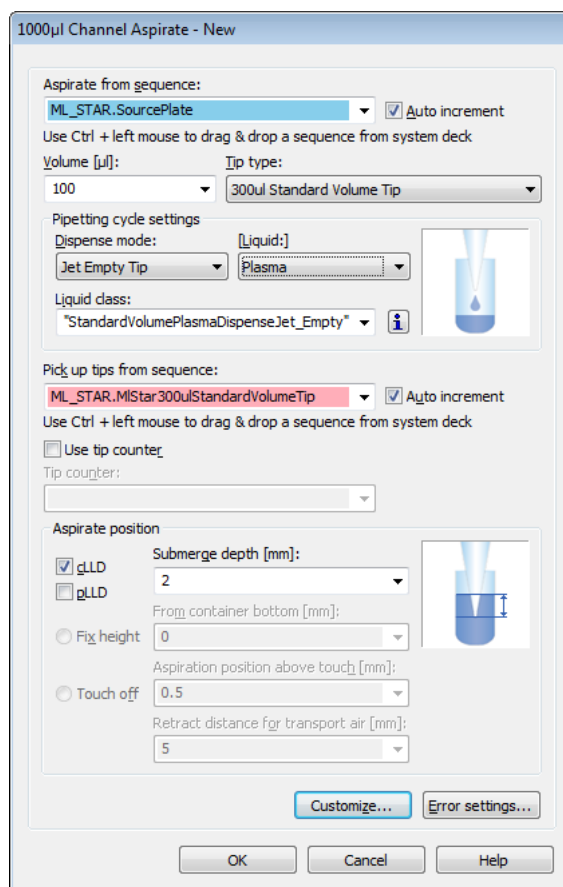 1000µl Channel Aspirate - New
Aspirate from sequence:
ML_STAR.SourcePlate
Auto increment
Use Ctrl + left mouse to drag & drop a sequence from system deck
Volume [µl]: Tip type:
100 300ul Standard Volume Tip
Pipetting cycle settings
Dispense mode: [Liquid:]
Jet Empty Tip Plasma
Liquid class:
"StandardVolumePlasmaDispenseJet_Empty"
Pick up tips from sequence:
ML_STAR.MlStar300ulStandardVolumeTip
Auto increment
Use Ctrl + left mouse to drag & drop a sequence from system deck
Use tip counter
Tip counter:
Aspirate position
cLLD
Submerge depth [mm]:
2
pLLD
From container bottom [mm]:
Fix height 0
Aspiration position above touch [mm]:
Touch off 0.5
Retract distance for transport air [mm]:
5
Customize... Error settings...
OK Cancel Help